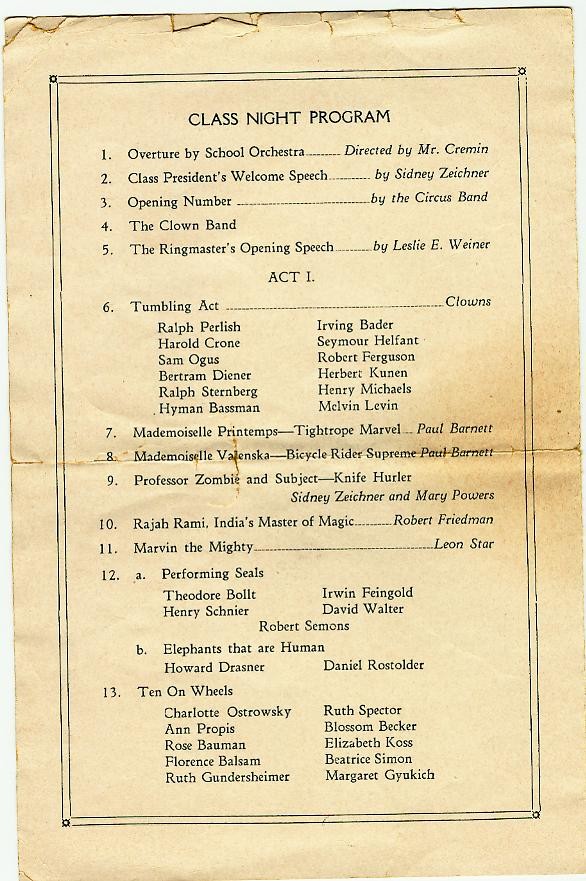 CLASS NIGHT PROGRAM
1. Overture by School Orchestra Directed by Mr. Cremin
2. Class President's Welcome Speech by Sidney Zeichner
3. Opening Number by the Circus Band
4. The Clown Band
5. The Ringmaster's Opening Speech by Leslie E. Weiner
ACT I.
6. Tumbling Act Clowns
Ralph Perlish Irving Bader
Harold Crone Seymour Helfant
Sam Ogus Robert Ferguson
Bertram Diener Herbert Kunen
Ralph Sternberg Henry Michaels
Hyman Bassman Melvin Levin
7. Mademoiselle Printemps—Tightrope Marvel Paul Barnett
8. Mademoiselle Valenska—Bicycle Rider Supreme Paul Barnett
9. Professor Zombie and Subject—Knife Hurler
Sidney Zeichner and Mary Powers
10. Rajah Rami, India's Master of Magic Robert Friedman
11. Marvin the Mighty Leon Star
12. a. Performing Seals
Theodore Bollt Irwin Feingold
Henry Schnier David Walter
Robert Semons
b. Elephants that are Human
Howard Drasner Daniel Rostolder
13. Ten On Wheels
Charlotte Ostrowsky Ruth Spector
Ann Propis Blossom Becker
Rose Bauman Elizabeth Koss
Florence Balsam Beatrice Simon
Ruth Gundersheimer Margaret Gyukich